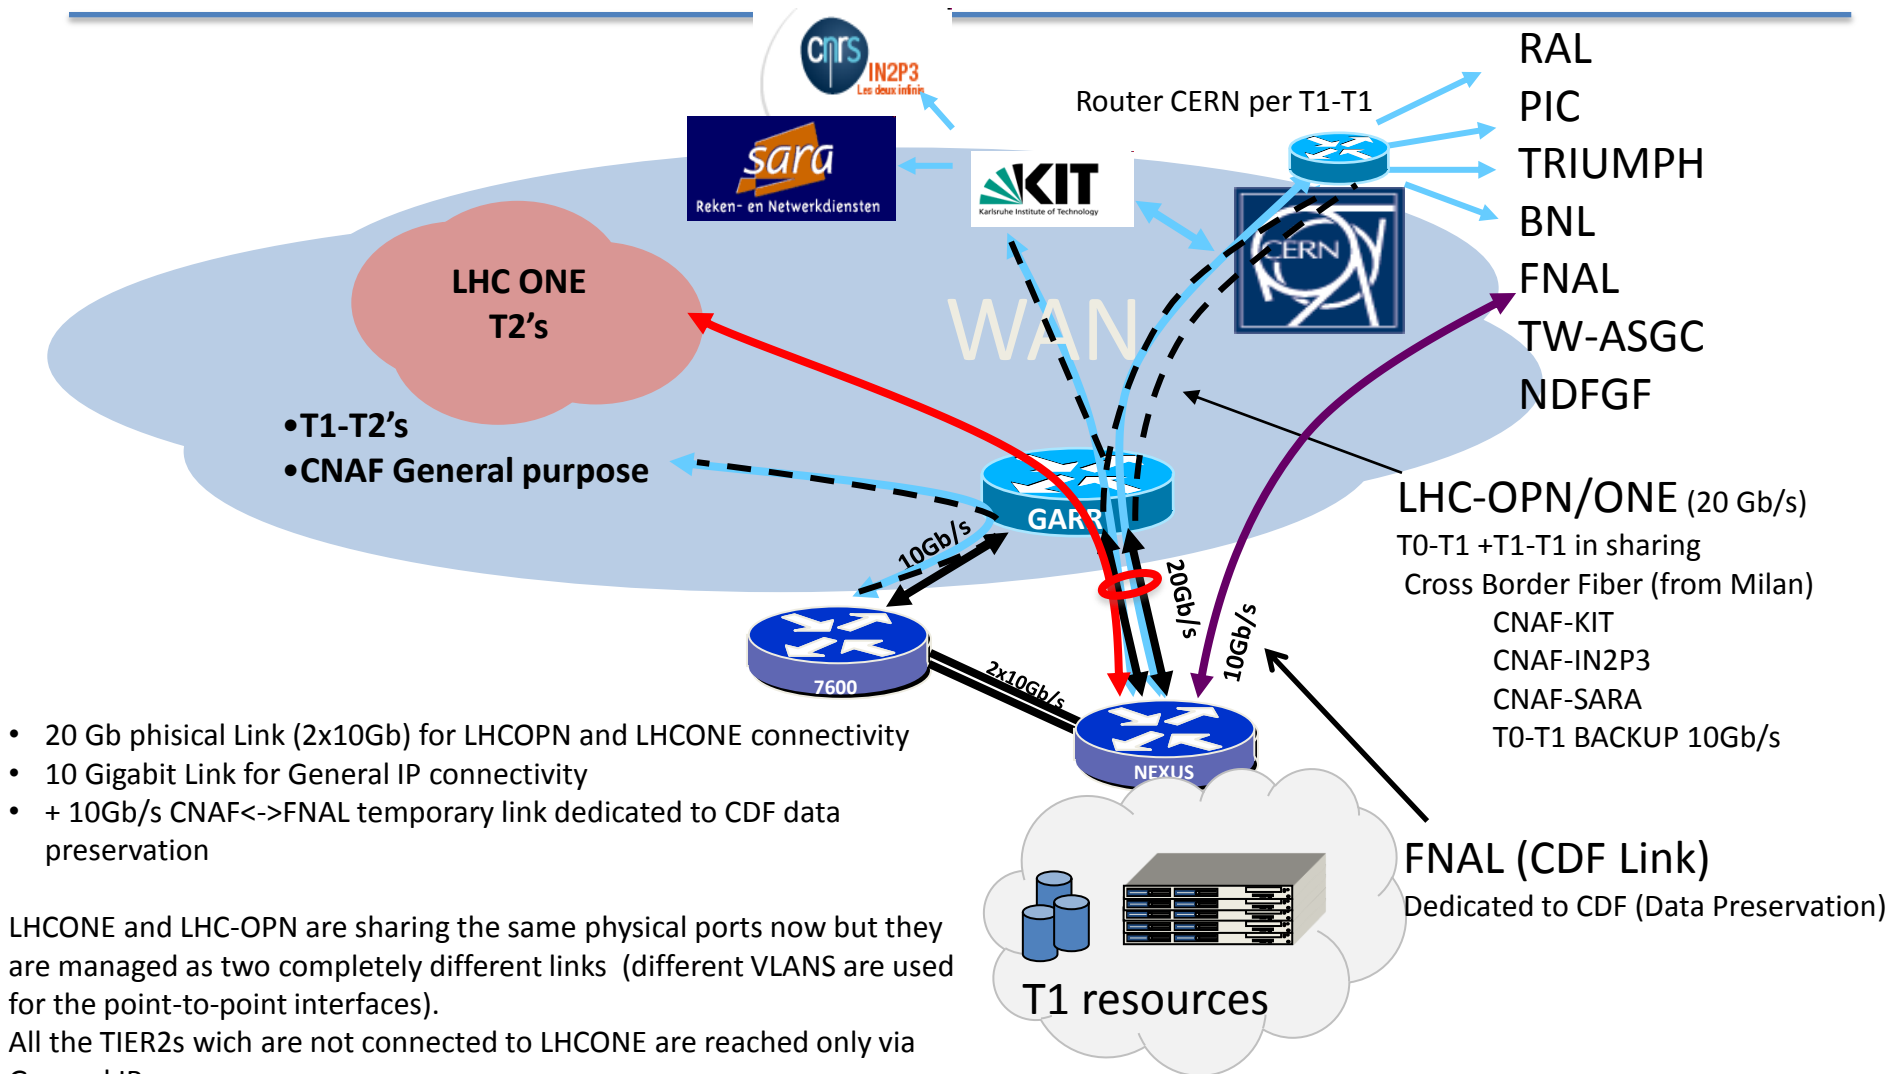 cnrs
IN2P3
Les deux infinis
Router CERN per T1-T1
RAL
PIC
TRIUMPH
BNL
FNAL
TW-ASGC
NDFGF
sara
Reken- en Netwerkdiensten
KIT
Karlsruhe Institute of Technology
CERN
LHC ONE
T2's
WAN
•T1-T2's
•CNAF General purpose
GARR
10Gb/s
20Gb/s
10Gb/s
2x10Gb/s
7600
NEXUS
LHC-OPN/ONE (20 Gb/s)
T0-T1 +T1-T1 in sharing
Cross Border Fiber (from Milan)
CNAF-KIT
CNAF-IN2P3
CNAF-SARA
T0-T1 BACKUP 10Gb/s
FNAL (CDF Link)
Dedicated to CDF (Data Preservation)
T1 resources
• 20 Gb phisical Link (2x10Gb) for LHCOPN and LHCONE connectivity
• 10 Gigabit Link for General IP connectivity
• + 10Gb/s CNAF<->FNAL temporary link dedicated to CDF data
preservation
LHCONE and LHC-OPN are sharing the same physical ports now but they
are managed as two completely different links (different VLANS are used
for the point-to-point interfaces).
All the TIER2s wich are not connected to LHCONE are reached only via